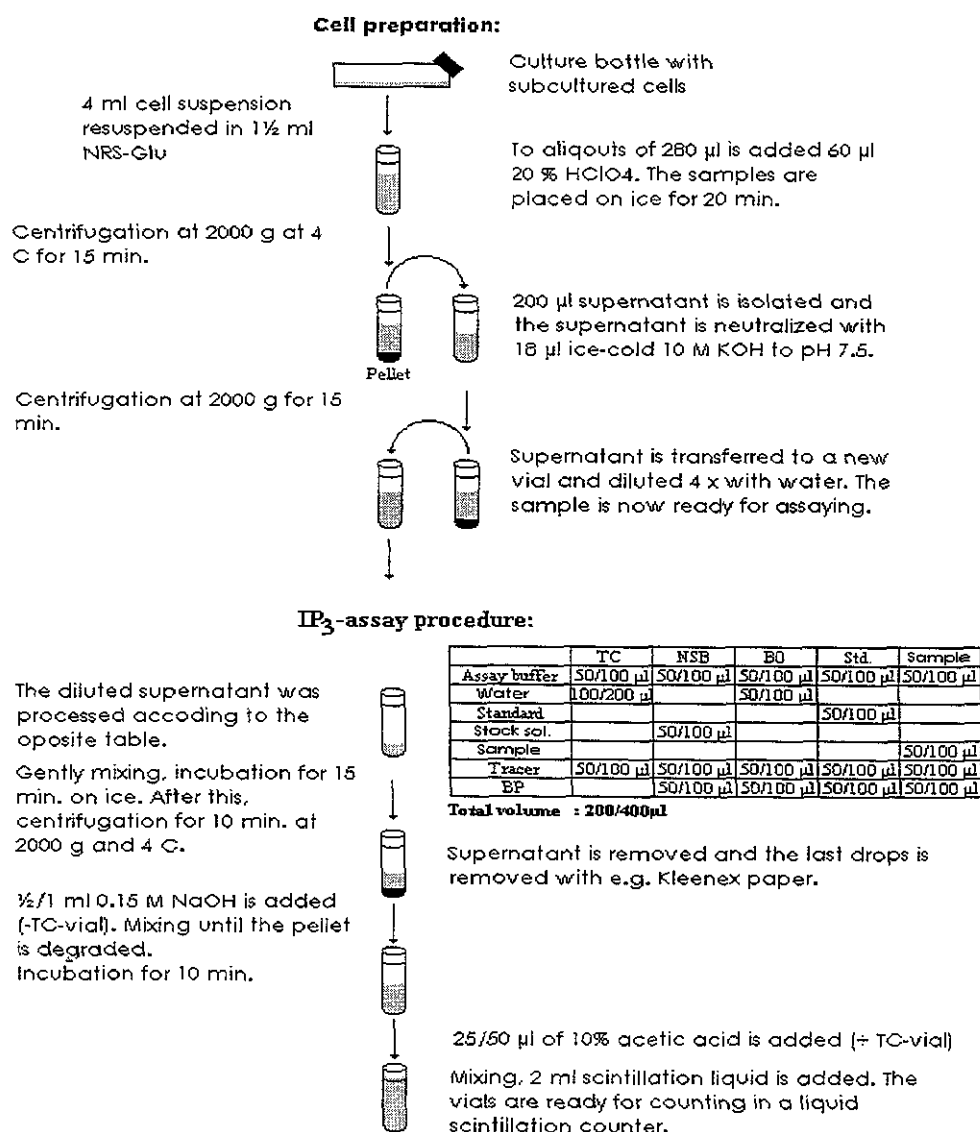 Cell preparation:
Culture bottle with
subcultured cells
4 ml cell suspension
resuspended in 1½ ml
NRS-Glu
To aliqouts of 280 µl is added 60 µl
20 % HClO4. The samples are
placed on ice for 20 min.
Centrifugation at 2000 g at 4
C for 15 min.
200 µl supernatant is isolated and
the supernatant is neutralized with
18 µl ice-cold 10 M KOH to pH 7.5.
Pellet
Centrifugation at 2000 g for 15
min.
Supernatant is transferred to a new
vial and diluted 4 x with water. The
sample is now ready for assaying.
IP3-assay procedure:
TC NSB B0 Std. Sample
Assay buffer 50/100 µl 50/100 µl 50/100 µl 50/100 µl 50/100 µl
Water 100/200 µl 50/100 µl
Standard 50/100 µl
Stock sol. 50/100 µl
Sample 50/100 µl
Tracer 50/100 µl 50/100 µl 50/100 µl 50/100 µl 50/100 µl
BP 50/100 µl 50/100 µl 50/100 µl 50/100 µl
Total volume : 200/400µl
The diluted supernatant was
processed accoding to the
oposite table.
Gently mixing, incubation for 15
min. on ice. After this,
centrifugation for 10 min. at
2000 g and 4 C.
Supernatant is removed and the last drops is
removed with e.g. Kleenex paper.
½/1 ml 0.15 M NaOH is added
(-TC-vial). Mixing until the pellet
is degraded.
Incubation for 10 min.
25/50 µl of 10% acetic acid is added (÷ TC-vial)
Mixing, 2 ml scintillation liquid is added. The
vials are ready for counting in a liquid
scintillation counter.